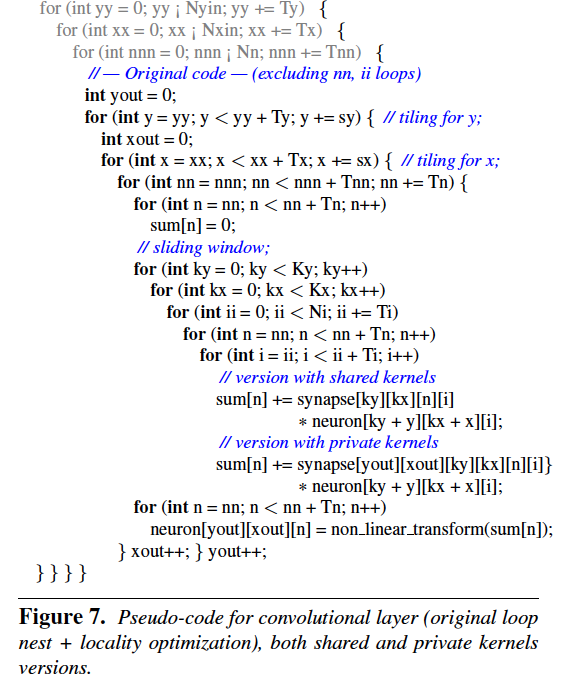 for (int yy = 0; yy ¡ Nyin; yy += Ty) {
for (int xx = 0; xx ¡ Nxin; xx += Tx) {
for (int nnn = 0; nnn ¡ Nn; nnn += Tnn) {
// — Original code — (excluding nn, ii loops)
int yout = 0;
for (int y = yy; y < yy + Ty; y += sy) { // tiling for y;
int xout = 0;
for (int x = xx; x < xx + Tx; x += sx) { // tiling for x;
for (int nn = nnn; nn < nnn + Tnn; nn += Tn) {
for (int n = nn; n < nn + Tn; n++)
sum[n] = 0;
// sliding window;
for (int ky = 0; ky < Ky; ky++)
for (int kx = 0; kx < Kx; kx++)
for (int ii = 0; ii < Ni; ii += Ti)
for (int n = nn; n < nn + Tn; n++)
for (int i = ii; i < ii + Ti; i++)
// version with shared kernels
sum[n] += synapse[ky][kx][n][i]
* neuron[ky + y][kx + x][i];
// version with private kernels
sum[n] += synapse[yout][xout][ky][kx][n][i]}
* neuron[ky + y][kx + x][i];
for (int n = nn; n < nn + Tn; n++)
neuron[yout][xout][n] = non_linear_transform(sum[n]);
} xout++; } yout++;
} } } }
Figure 7. Pseudo-code for convolutional layer (original loop
nest + locality optimization), both shared and private kernels
versions.